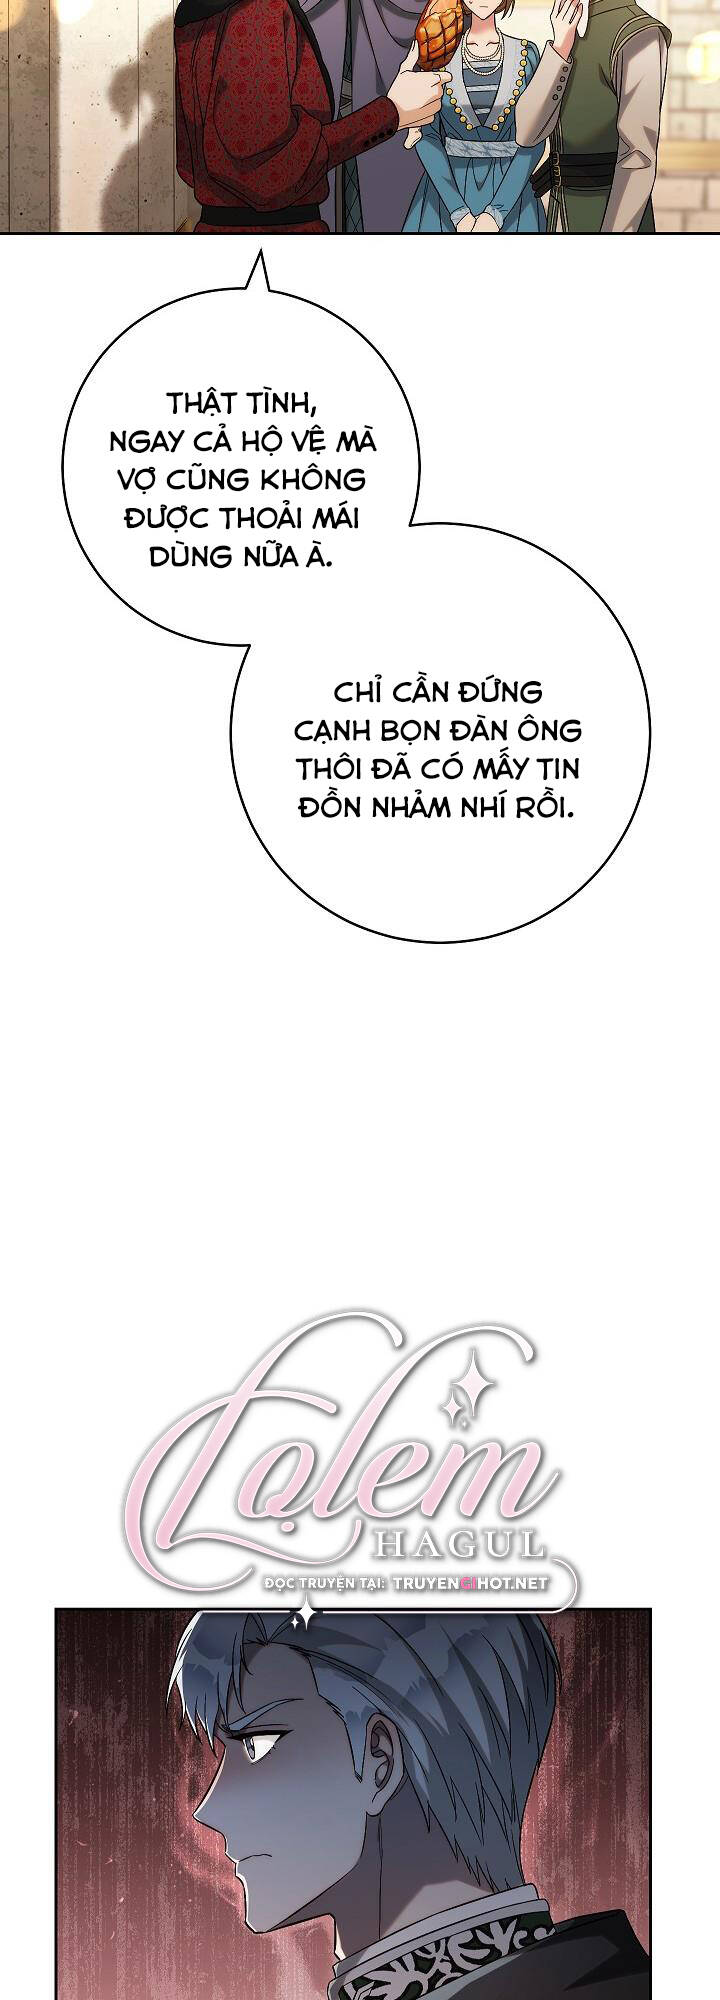 THẬT TÌNH,
NGAY CẢ HỘ VỆ MÀ
VỢ CŨNG KHÔNG
ĐƯỢC THOẢI MÁI
DÙNG NỮA À.
CHỈ CẦN ĐỨNG
CẠNH BỌN ĐÀN ÔNG
THÔI ĐÃ CÓ MẤY TIN
ĐỒN NHẢM NHÍ RỒI.
Lọlem
HAGUL
ĐỌC TRUYỆN TẠI: TRUYENGIHOT.NET